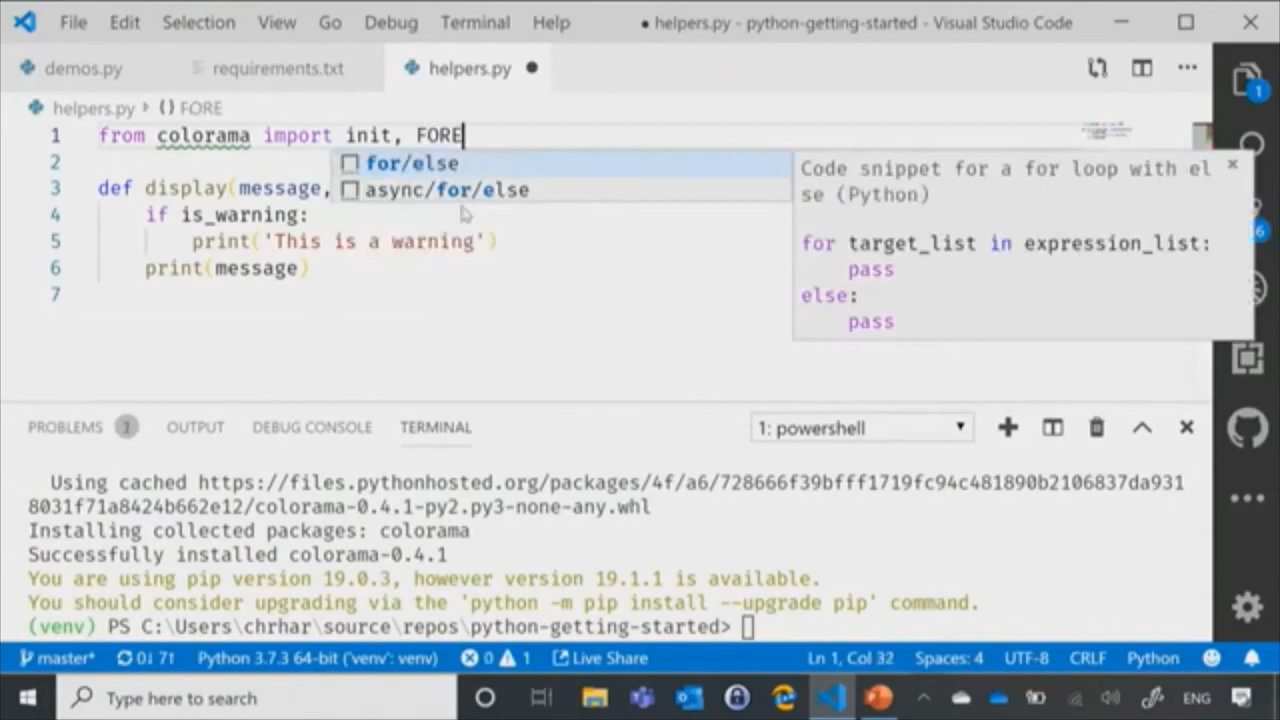 File Edit Selection View Go Debug Terminal Help ● helpers.py - python-getting-started - Visual Studio Code
demos.py requirements.txt helpers.py ●
helpers.py › {} FORE
1 from colorama import init, FORE
2 for/else
3 def display(message, async/for/else
4 if is_warning:
5 print('This is a warning')
6 print(message)
7
Code snippet for a for loop with el
se (Python)
for target_list in expression_list:
pass
else:
pass
1
6
PROBLEMS 1 OUTPUT DEBUG CONSOLE TERMINAL 1: powershell
Using cached https://files.pythonhosted.org/packages/4f/a6/728666f39bfff1719fc94c481890b2106837da931
8031f71a8424b662e12/colorama-0.4.1-py2.py3-none-any.whl
Installing collected packages: colorama
Successfully installed colorama-0.4.1
You are using pip version 19.0.3, however version 19.1.1 is available.
You should consider upgrading via the 'python -m pip install --upgrade pip' command.
(venv) PS C:\Users\chrhar\source\repos\python-getting-started>
master* 0↓ 7↑ Python 3.7.3 64-bit ('venv': venv) 0 1 Live Share Ln 1, Col 32 Spaces: 4 UTF-8 CRLF Python
Type here to search ENG